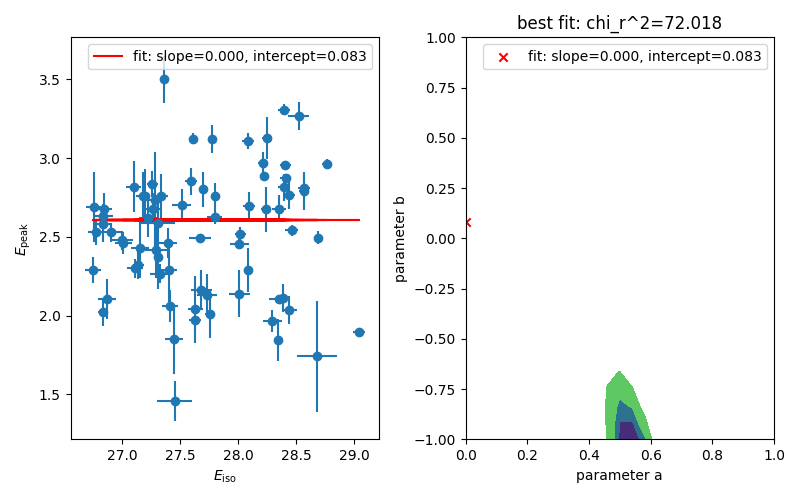 best fit: chi_r^2=72.018
fit: slope=0.000, intercept=0.083
3.5
3.0
2.5
2.0
1.5
E_peak
27.0 27.5 28.0 28.5 29.0
E_iso
fit: slope=0.000, intercept=0.083
1.00
0.75
0.50
0.25
0.00
−0.25
−0.50
−0.75
−1.00
parameter b
0.0 0.2 0.4 0.6 0.8 1.0
parameter a